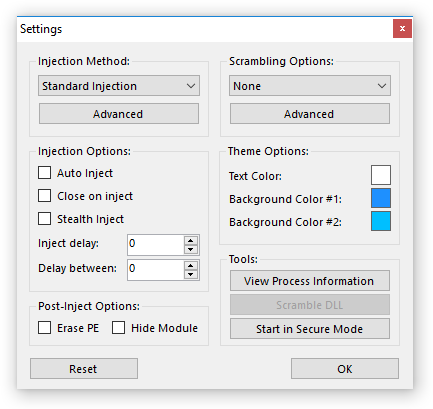 Settings
x
Injection Method:
Standard Injection
Advanced
Scrambling Options:
None
Advanced
Injection Options:
Auto Inject
Close on inject
Stealth Inject
Inject delay: 0
Delay between: 0
Theme Options:
Text Color:
Background Color #1:
Background Color #2:
Post-Inject Options:
Erase PE Hide Module
Tools:
View Process Information
Scramble DLL
Start in Secure Mode
Reset
OK